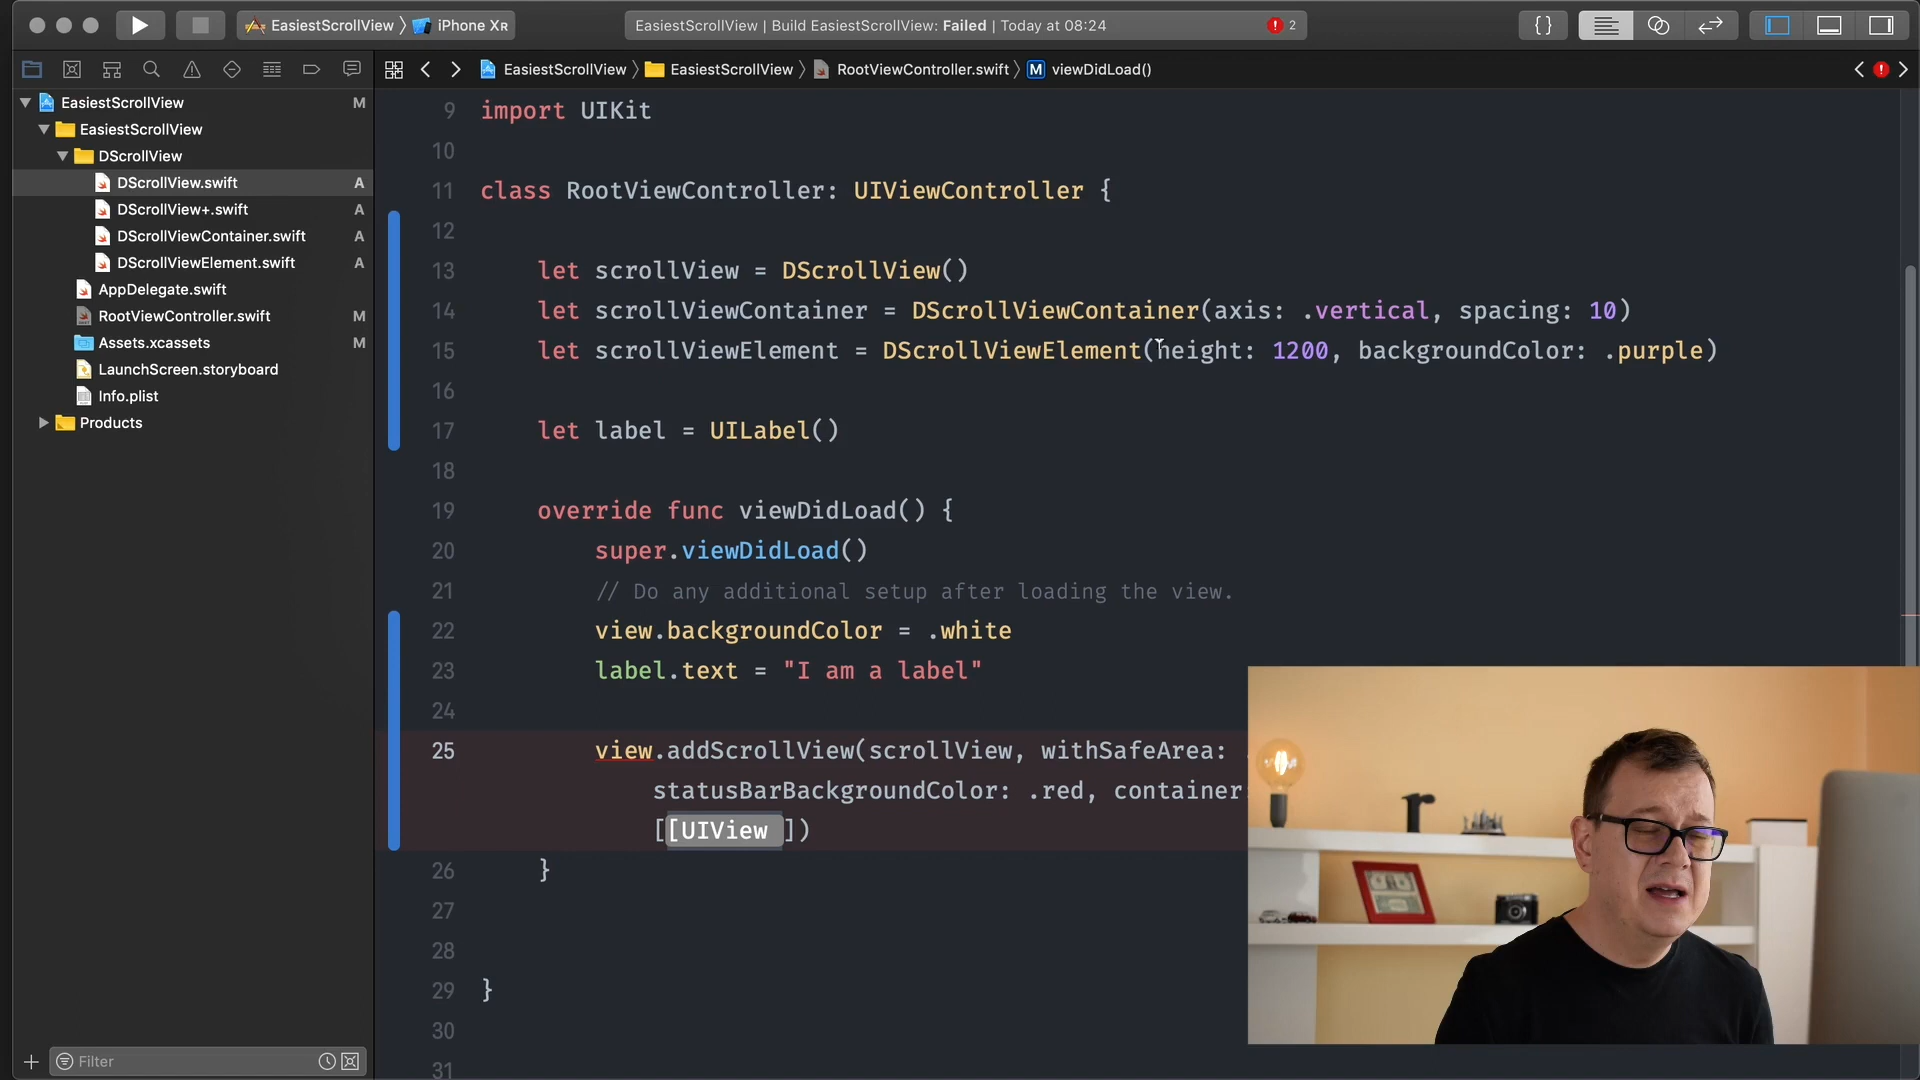 EasiestScrollView 〉 iPhone XR
EasiestScrollView | Build EasiestScrollView: Failed | Today at 08:24
2
{}
EasiestScrollView 〉 EasiestScrollView 〉 RootViewController.swift 〉 M viewDidLoad()
EasiestScrollView M
EasiestScrollView
DScrollView
DScrollView.swift A
DScrollView+.swift A
DScrollViewContainer.swift A
DScrollViewElement.swift A
AppDelegate.swift
RootViewController.swift M
Assets.xcassets M
LaunchScreen.storyboard
Info.plist
Products
Filter
9 import UIKit
10
11 class RootViewController: UIViewController {
12
13 let scrollView = DScrollView()
14 let scrollViewContainer = DScrollViewContainer(axis: .vertical, spacing: 10)
15 let scrollViewElement = DScrollViewElement(height: 1200, backgroundColor: .purple)
16
17 let label = UILabel()
18
19 override func viewDidLoad() {
20 super.viewDidLoad()
21 // Do any additional setup after loading the view.
22 view.backgroundColor = .white
23 label.text = "I am a label"
24
25 view.addScrollView(scrollView, withSafeArea:
statusBarBackgroundColor: .red, container:
[[UIView ]])
26 }
27
28
29 }
30
31